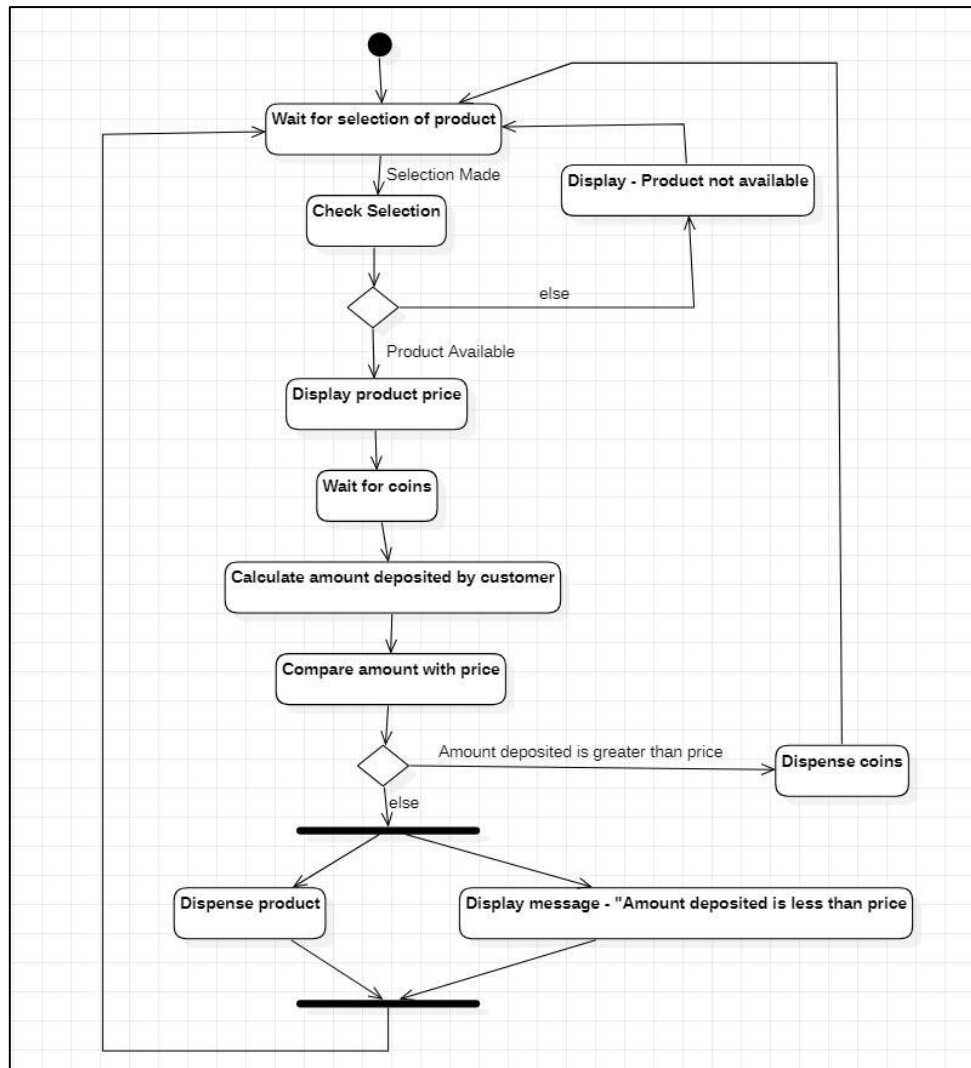 Wait for selection of product
Selection Made
Display - Product not available
Check Selection
else
Product Available
Display product price
Wait for coins
Calculate amount deposited by customer
Compare amount with price
Amount deposited is greater than price
Dispense coins
else
Dispense product
Display message - "Amount deposited is less than price